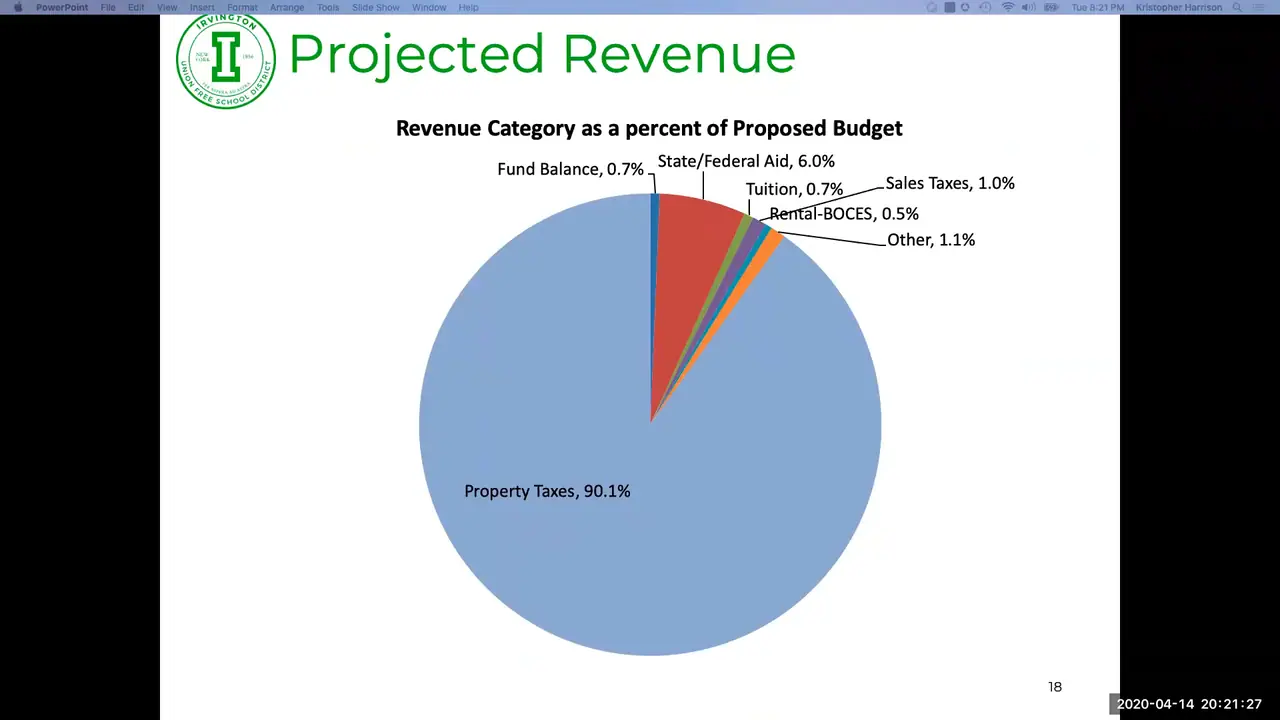 PowerPoint File Edit View Insert Format Arrange Tools Slide Show Window Help Tue 8:21 PM Kristopher Harrison
IRVINGTON
NEW YORK
1956
UNION FREE SCHOOL DISTRICT
Projected Revenue
Revenue Category as a percent of Proposed Budget
Fund Balance, 0.7%
State/Federal Aid, 6.0%
Tuition, 0.7%
Sales Taxes, 1.0%
Rental-BOCES, 0.5%
Other, 1.1%
Property Taxes, 90.1%
18
2020-04-14 20:21:27